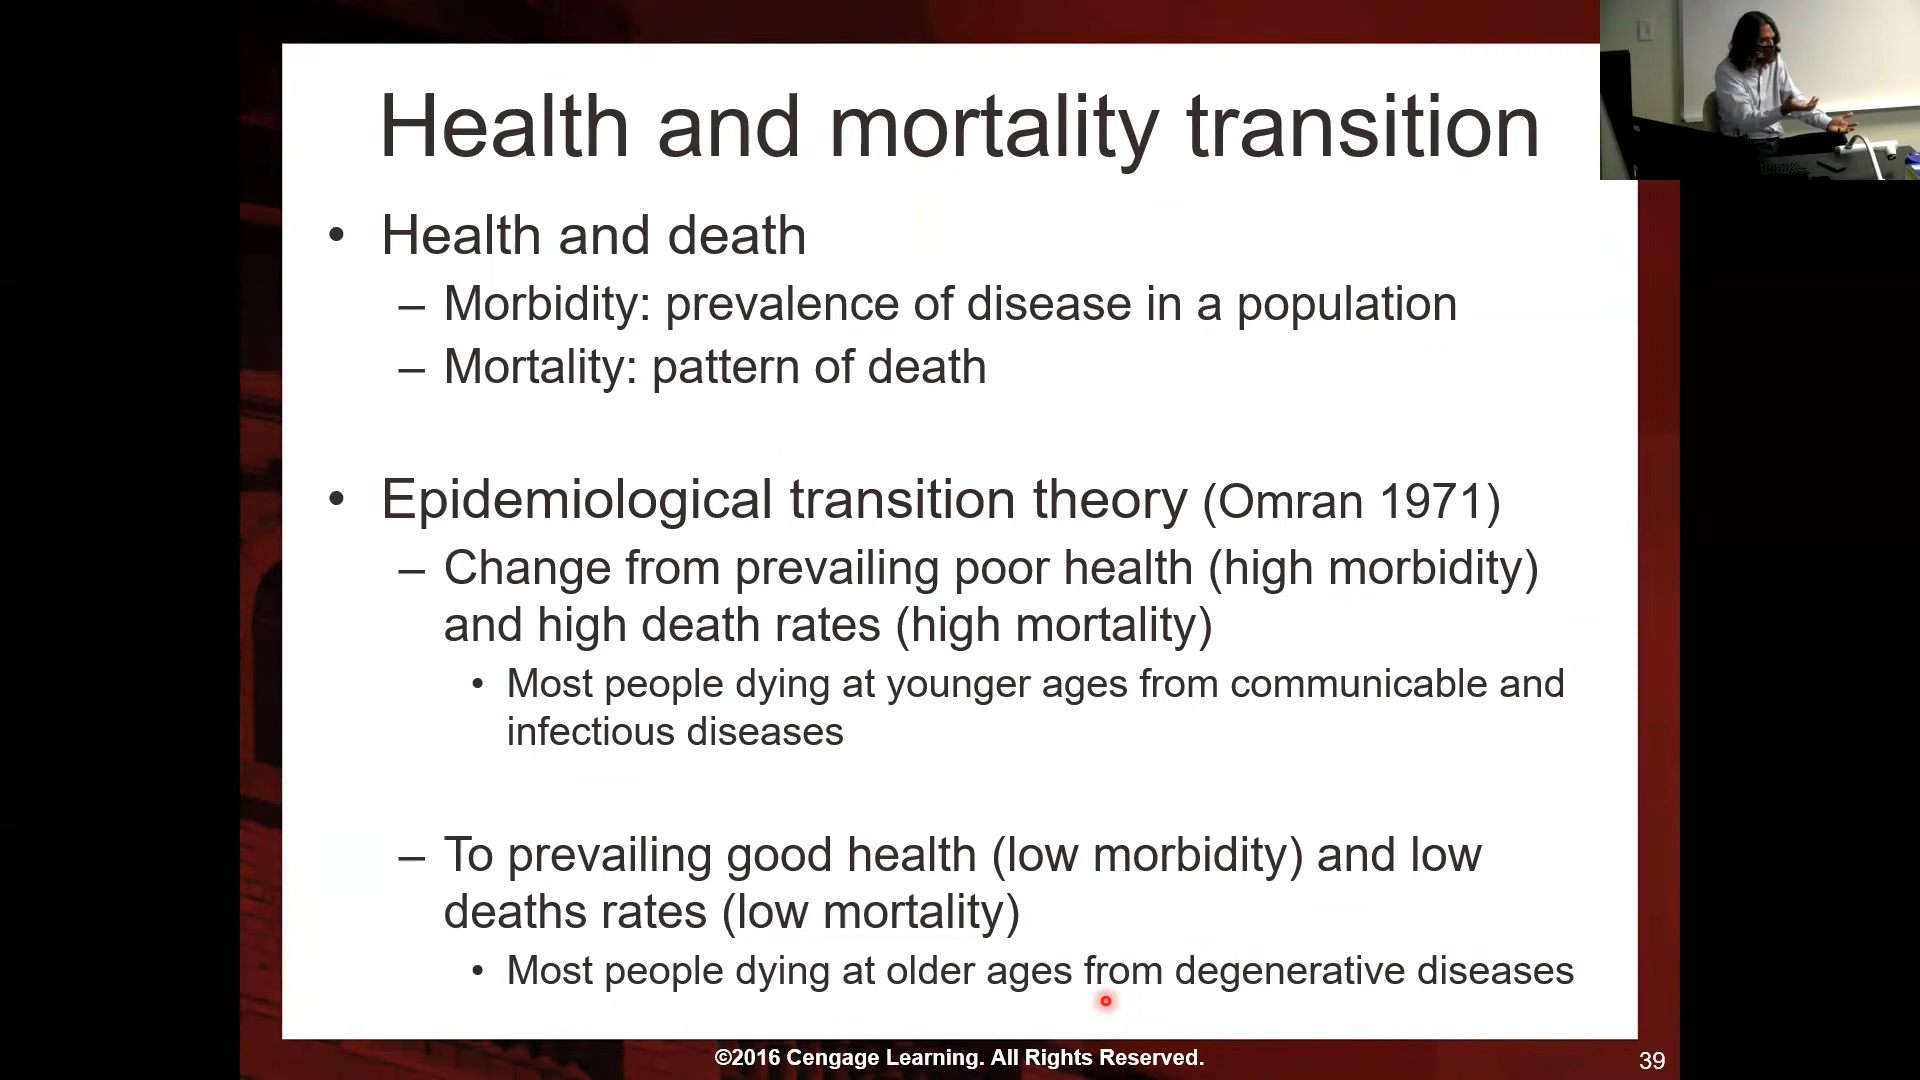 Health and mortality transition
• Health and death
– Morbidity: prevalence of disease in a population
– Mortality: pattern of death
• Epidemiological transition theory (Omran 1971)
– Change from prevailing poor health (high morbidity)
and high death rates (high mortality)
• Most people dying at younger ages from communicable and
infectious diseases
– To prevailing good health (low morbidity) and low
deaths rates (low mortality)
• Most people dying at older ages from degenerative diseases
©2016 Cengage Learning. All Rights Reserved.
39